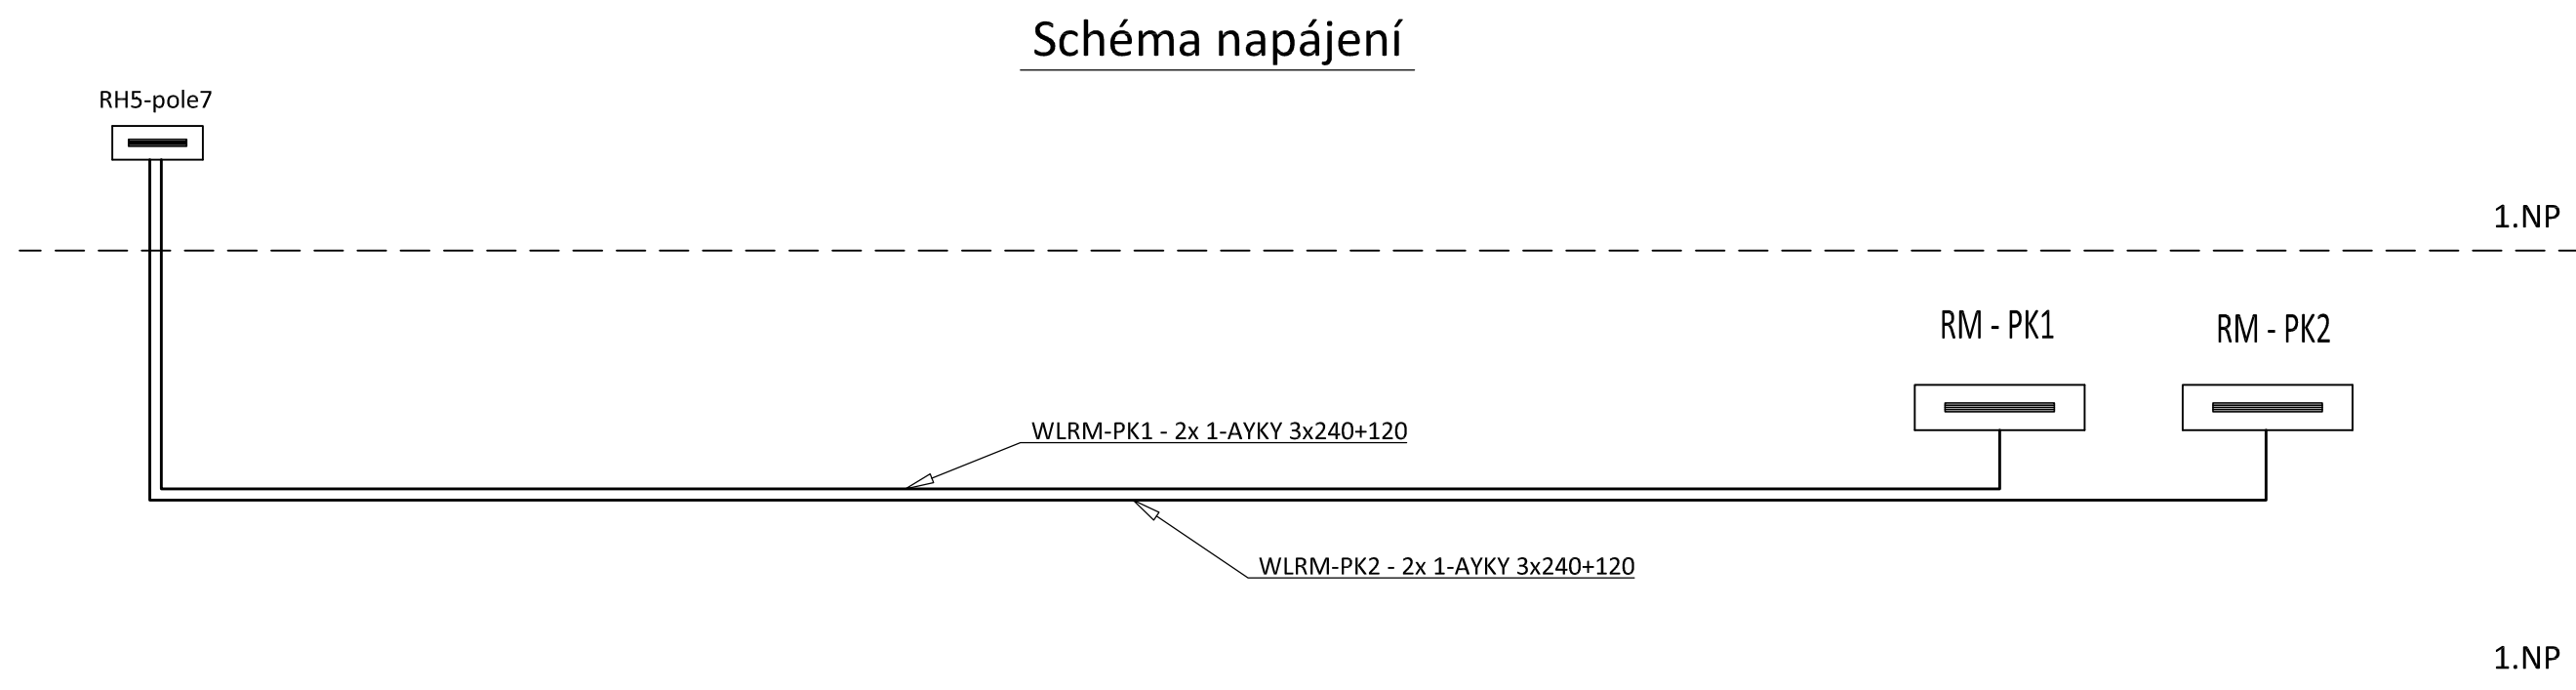 Schéma napájení
RH5-pole7
1.NP
RM - PK1
RM - PK2
WLRM-PK1 - 2x 1-AYKY 3x240+120
WLRM-PK2 - 2x 1-AYKY 3x240+120
1.NP